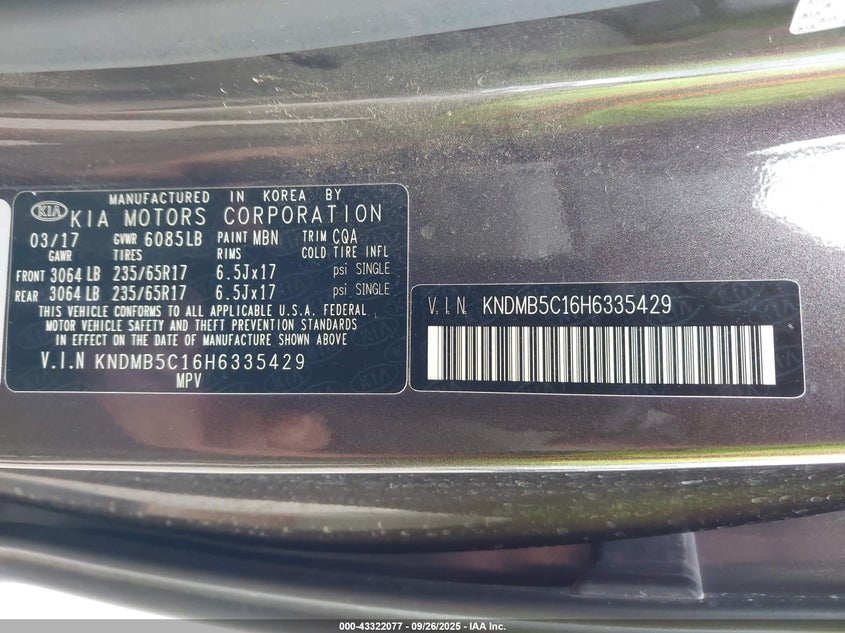 MANUFACTURED IN KOREA BY
KIA KIA MOTORS CORPORATION
03/17 GVWR 6085LB PAINT MBN TRIM CQA
GAWR TIRES RIMS COLD TIRE INFL
FRONT 3064 LB 235/65R17 6.5Jx17 psi SINGLE
REAR 3064 LB 235/65R17 6.5Jx17 psi SINGLE
THIS VEHICLE CONFORMS TO ALL APPLICABLE U.S.A. FEDERAL
MOTOR VEHICLE SAFETY AND THEFT PREVENTION STANDARDS
IN EFFECT ON THE DATE OF MANUFACTURE SHOWN ABOVE
V.I.N KNDMB5C16H6335429
MPV
V.I.N. KNDMB5C16H6335429
000-43322077 - 09/26/2025 - IAA Inc.